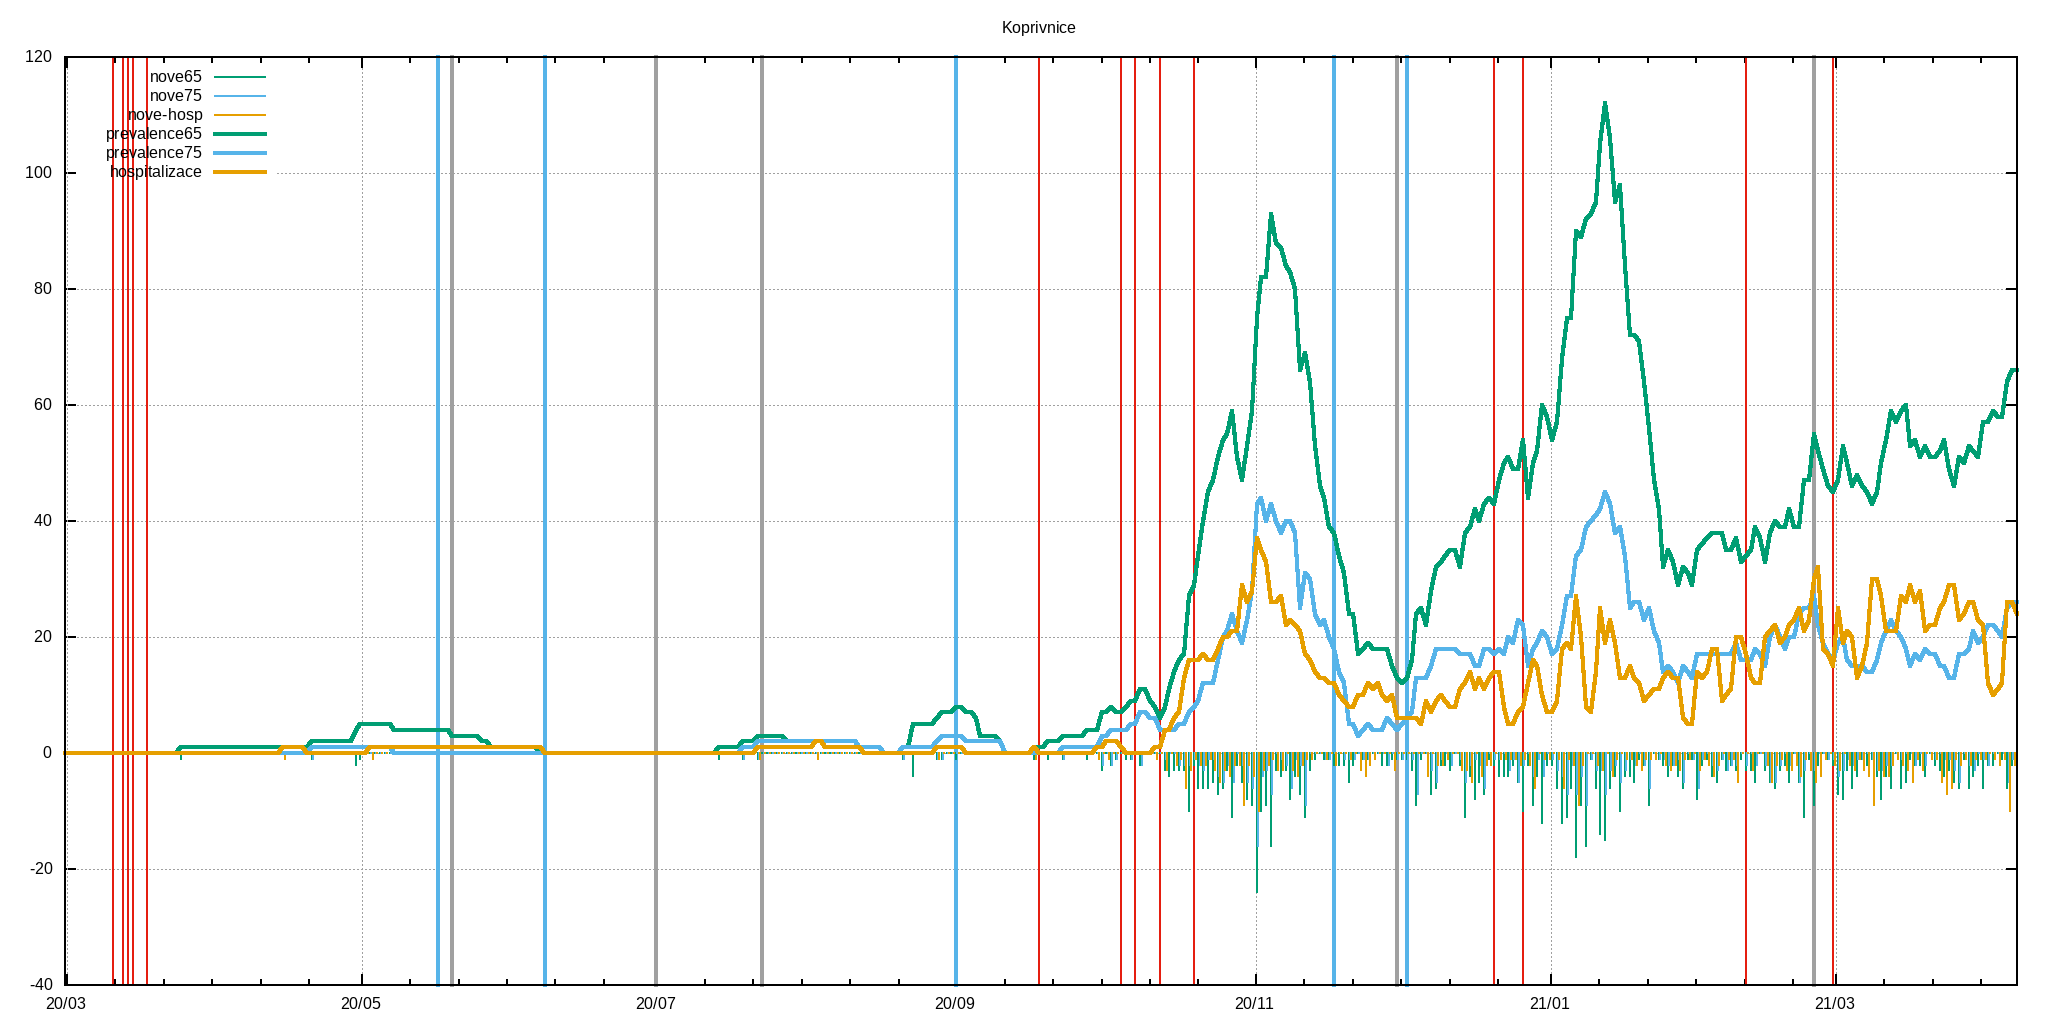 Koprivnice
120
100
80
60
40
20
0
-20
-40
nove65
nove75
nove-hosp
prevalence65
prevalence75
hospitalizace
20/03 20/05 20/07 20/09 20/11 21/01 21/03